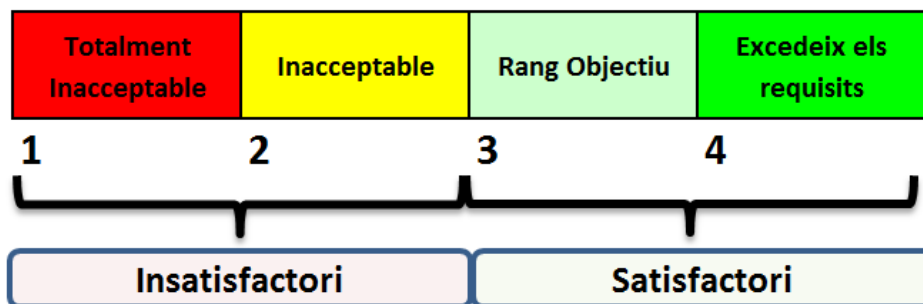 Totalment
Inacceptable
Inacceptable
Rang Objectiu
Excedeix els
requisits
1 2 3 4
Insatisfactori Satisfactori